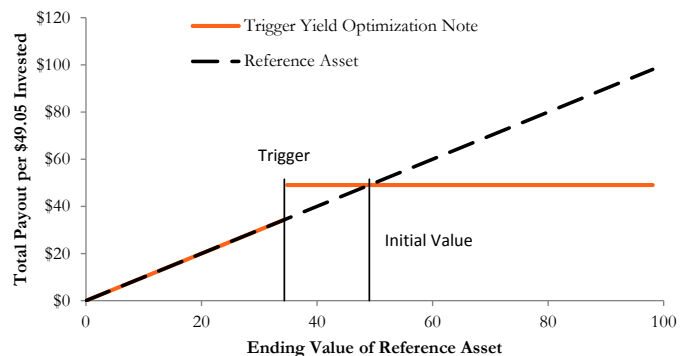 Total Payout per $49.05 Invested
$120
$100
$80
$60
$40
$20
$0
Trigger Yield Optimization Note
Reference Asset
Trigger
Initial Value
0
20
40
60
80
100
Ending Value of Reference Asset